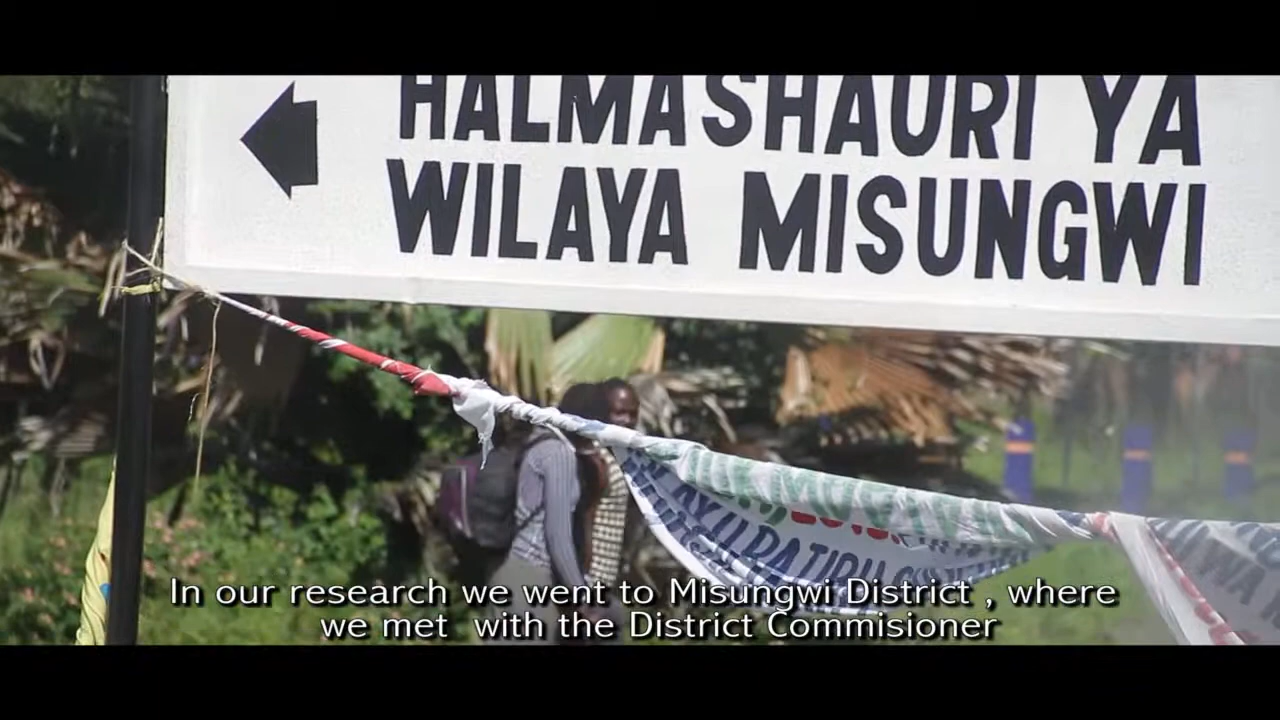 HALMASHAURI YA
WILAYA MISUNGWI
In our research we went to Misungwi District , where
we met with the District Commisioner